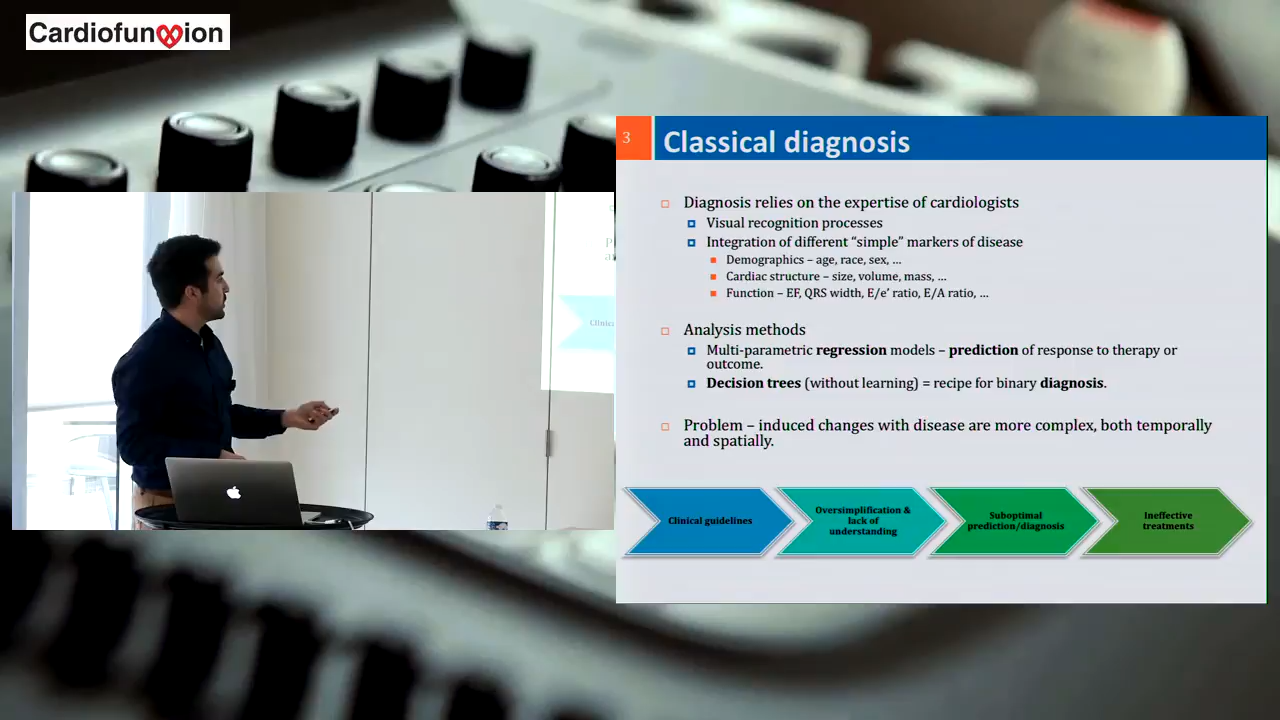 CardiofunXion
3
Classical diagnosis
Diagnosis relies on the expertise of cardiologists
Visual recognition processes
Integration of different “simple” markers of disease
Demographics – age, race, sex, ...
Cardiac structure – size, volume, mass, ...
Function – EF, QRS width, E/e’ ratio, E/A ratio, ...
Analysis methods
Multi-parametric regression models – prediction of response to therapy or
outcome.
Decision trees (without learning) = recipe for binary diagnosis.
Problem – induced changes with disease are more complex, both temporally
and spatially.
Clinical guidelines
Oversimplification &
lack of
understanding
Suboptimal
prediction/diagnosis
Ineffective
treatments